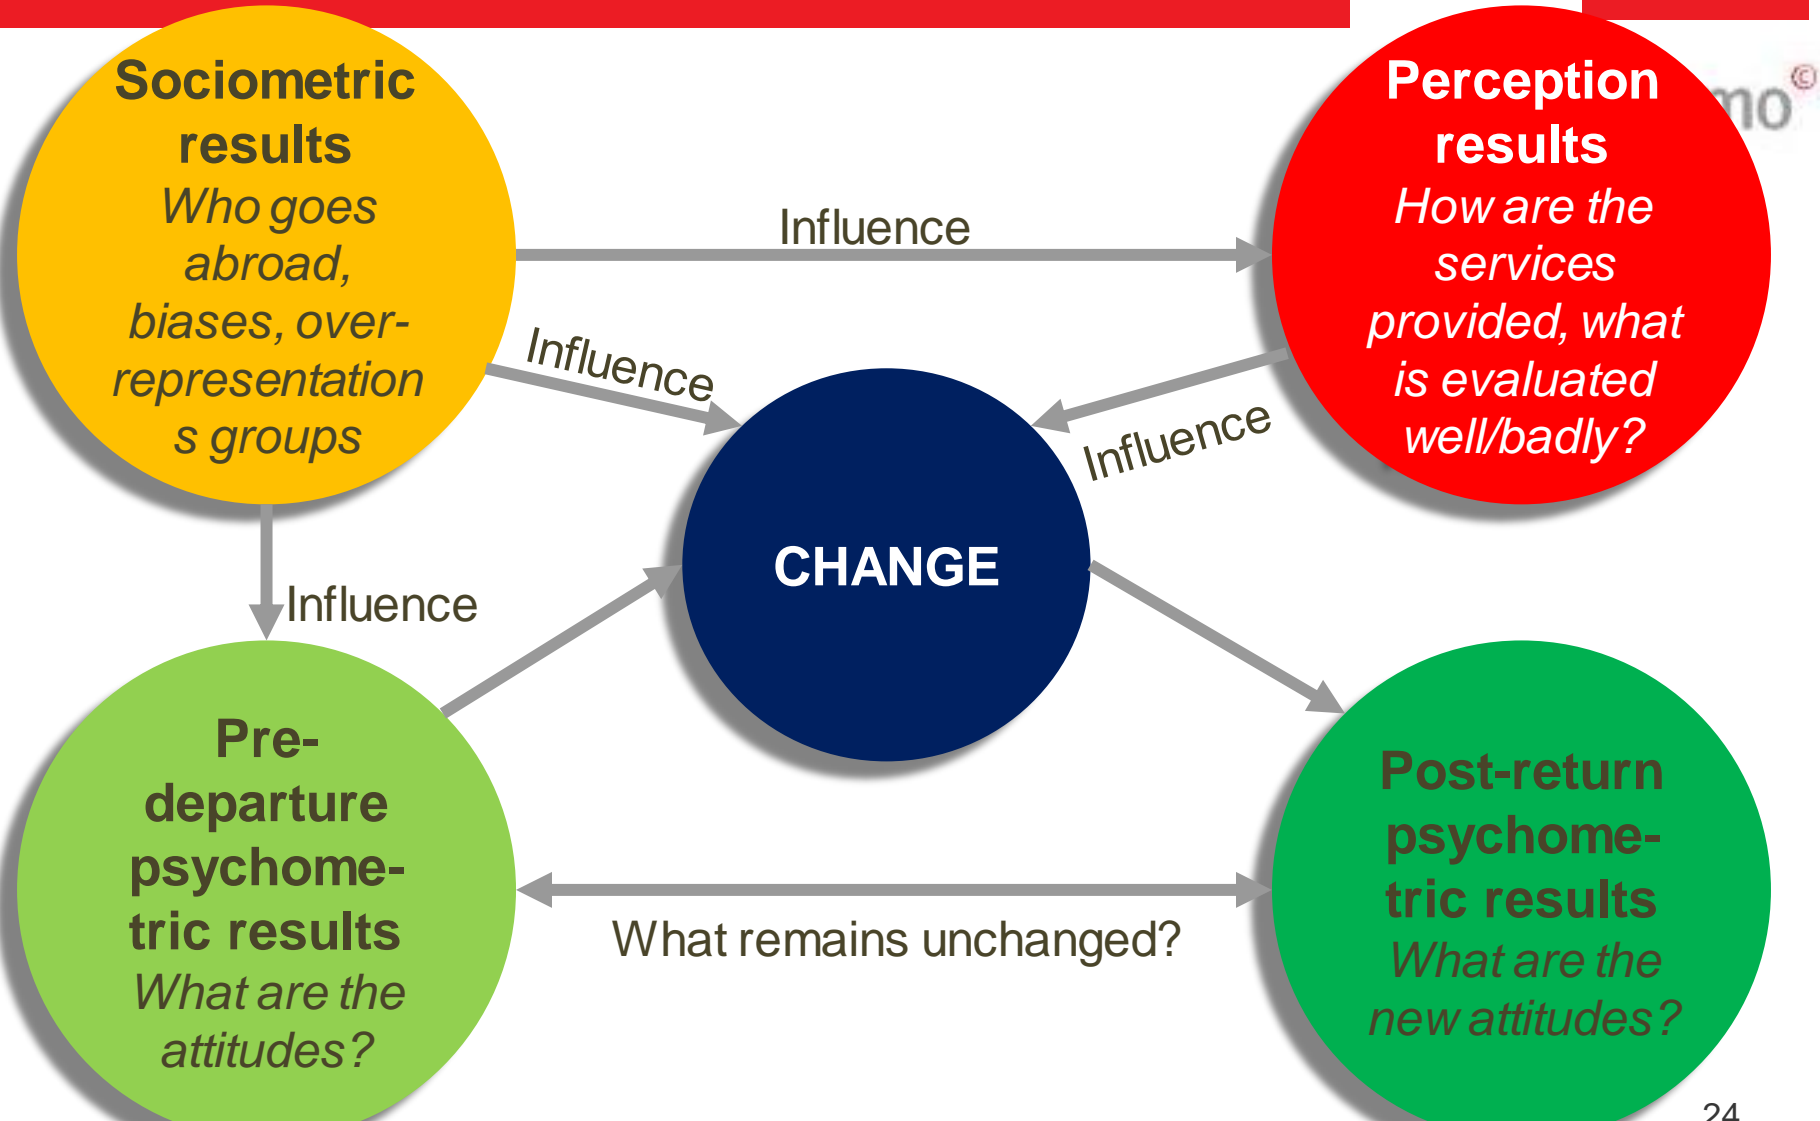 Sociometric
results
Who goes
abroad,
biases, over-
representation
s groups
Perception
results
How are the
services
provided, what
is evaluated
well/badly?
mo©
Influence
Influence
Influence
CHANGE
Influence
Pre-
departure
psychome-
tric results
What are the
attitudes?
What remains unchanged?
Post-return
psychome-
tric results
What are the
new attitudes?
24